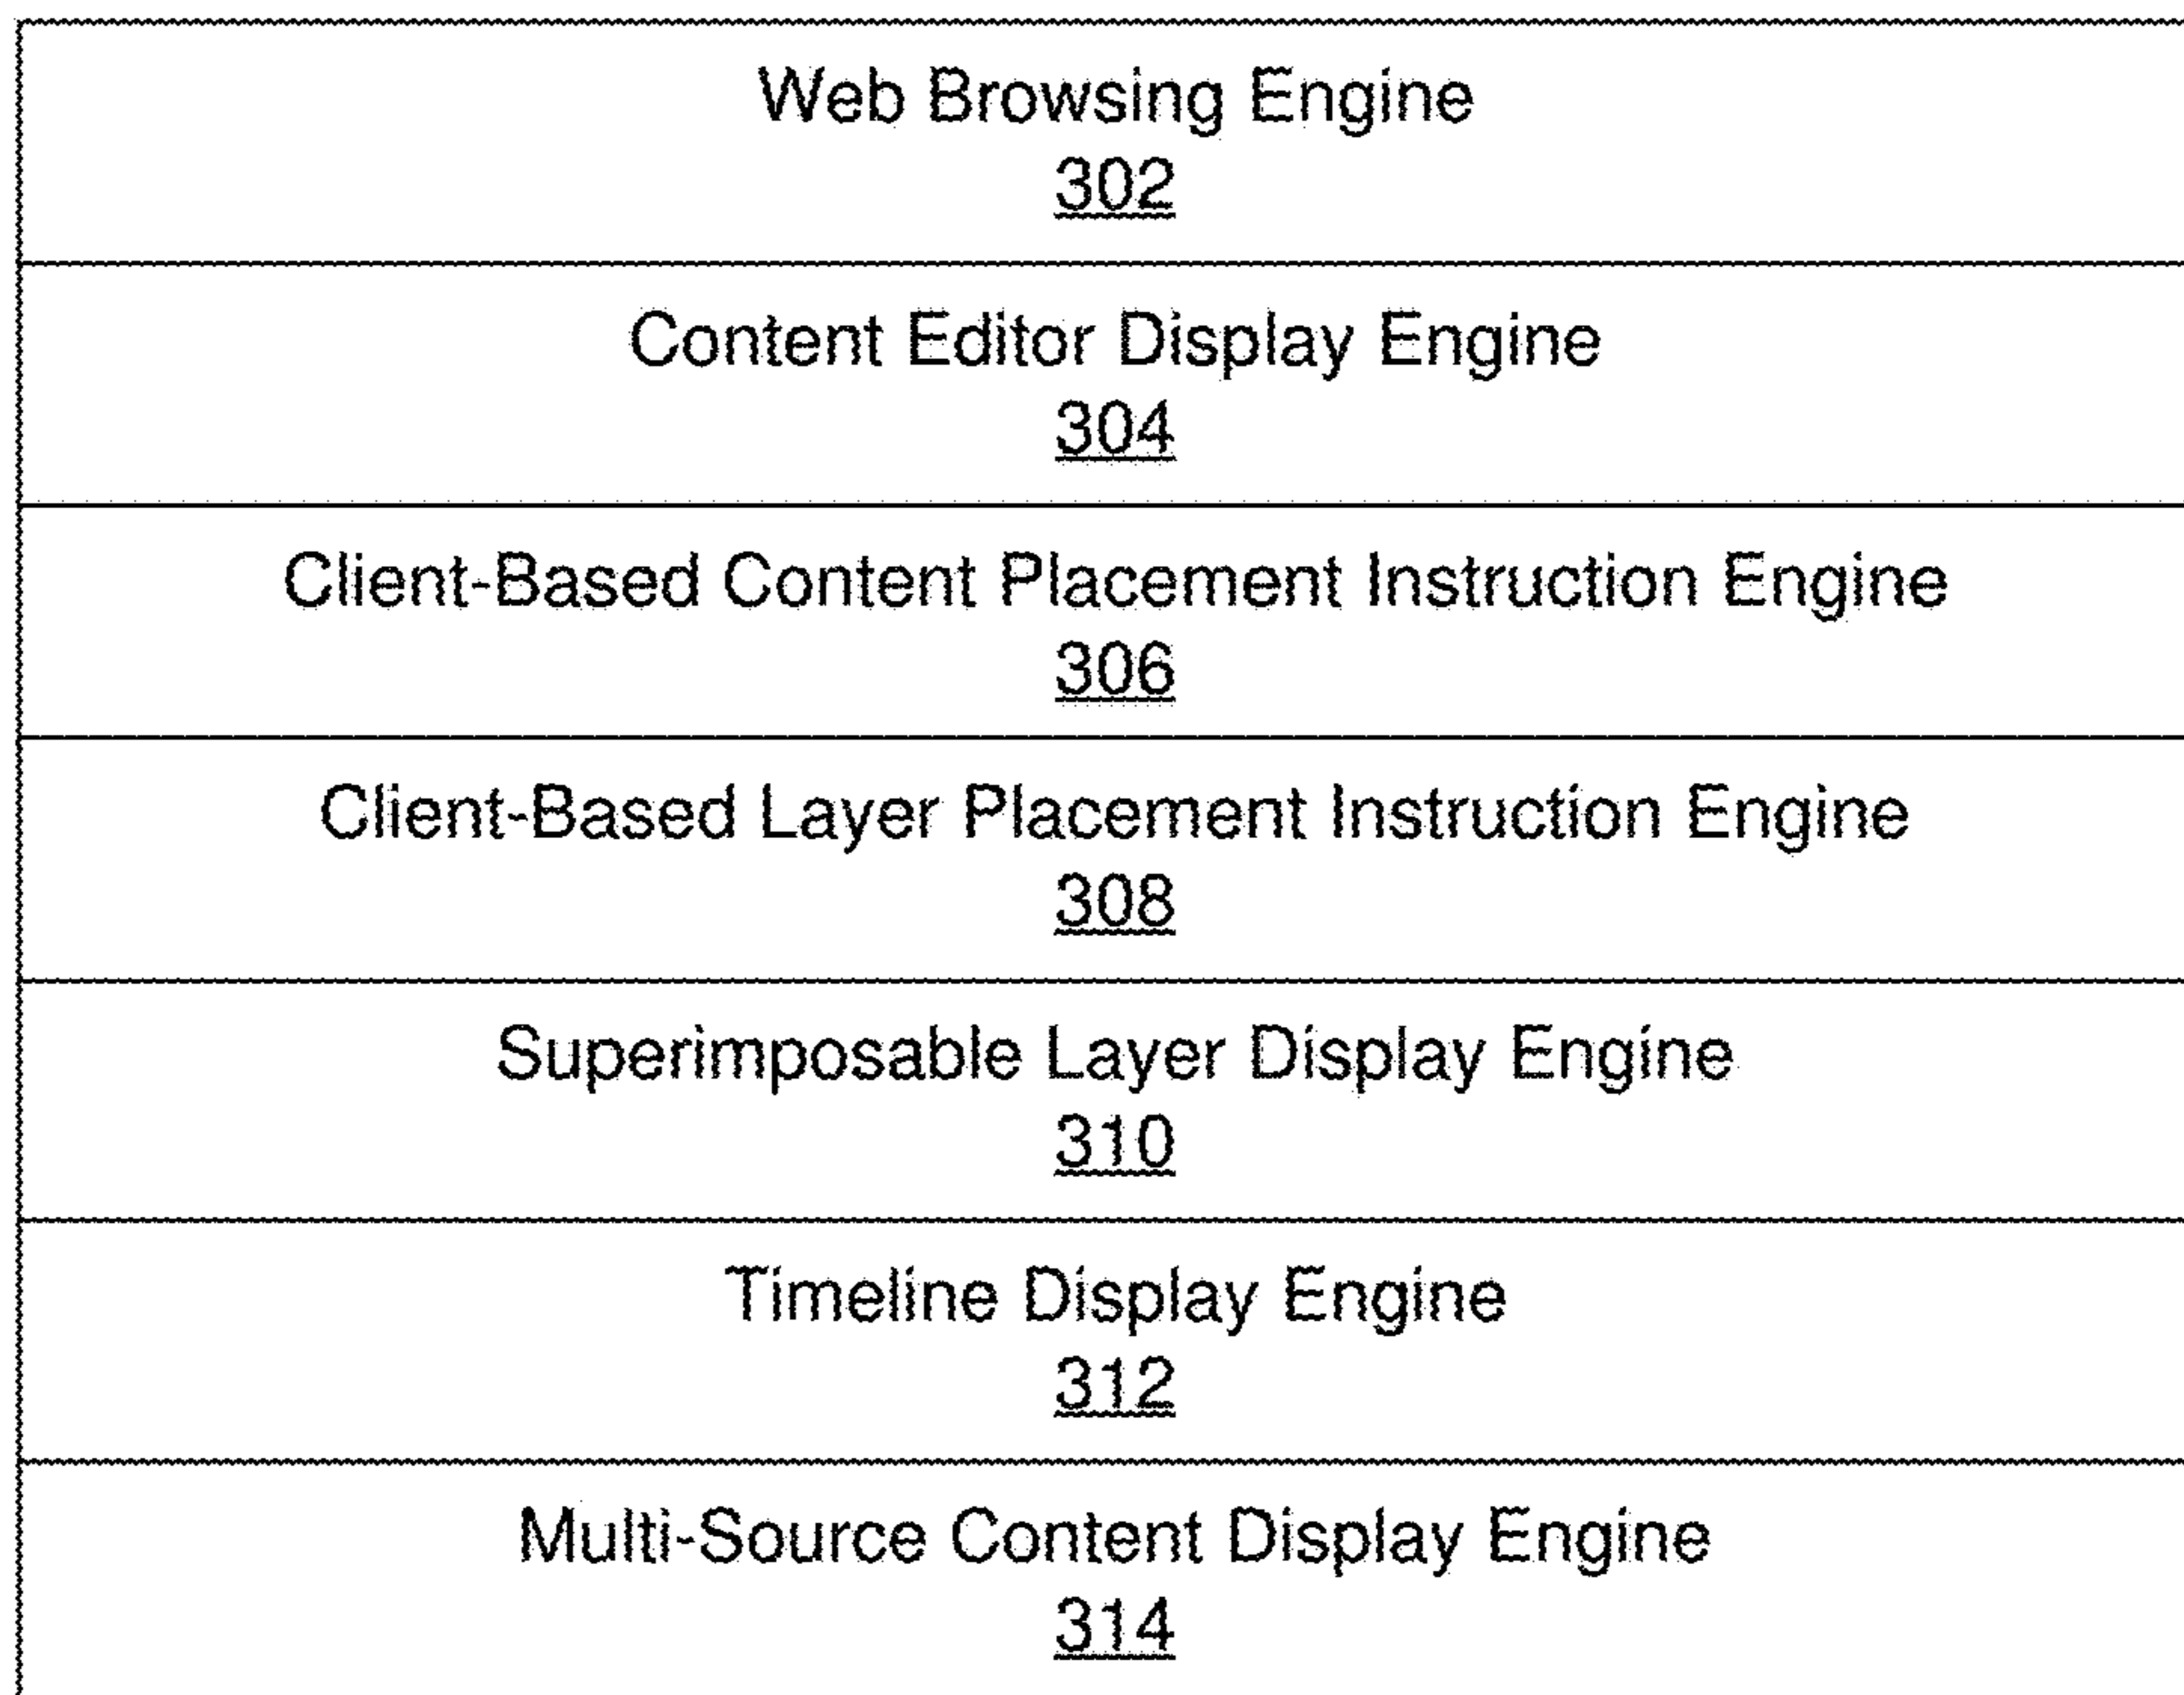 Web Browsing Engine
302
Content Editor Display Engine
304
Client-Based Content Placement Instruction Engine
306
Client-Based Layer Placement Instruction Engine
308
Superimposable Layer Display Engine
310
Timeline Display Engine
312
Multi-Source Content Display Engine
314